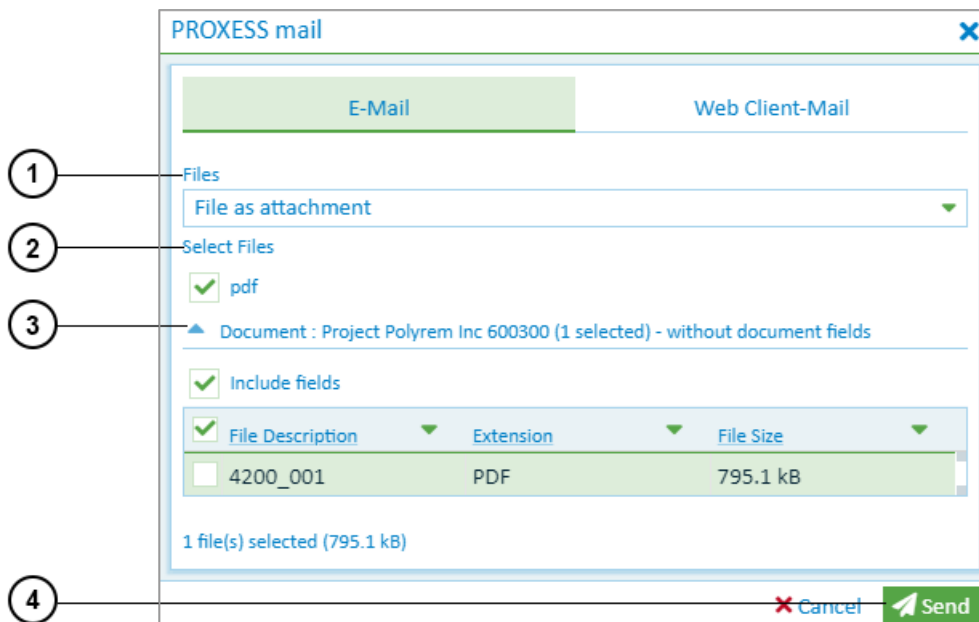 PROXESS mail
E-Mail
Web Client-Mail
1
Files
File as attachment
2
Select Files
pdf
3
Document : Project Polyrem Inc 600300 (1 selected) - without document fields
Include fields
File Description Extension File Size
4200_001 PDF 795.1 kB
1 file(s) selected (795.1 kB)
4
Cancel Send